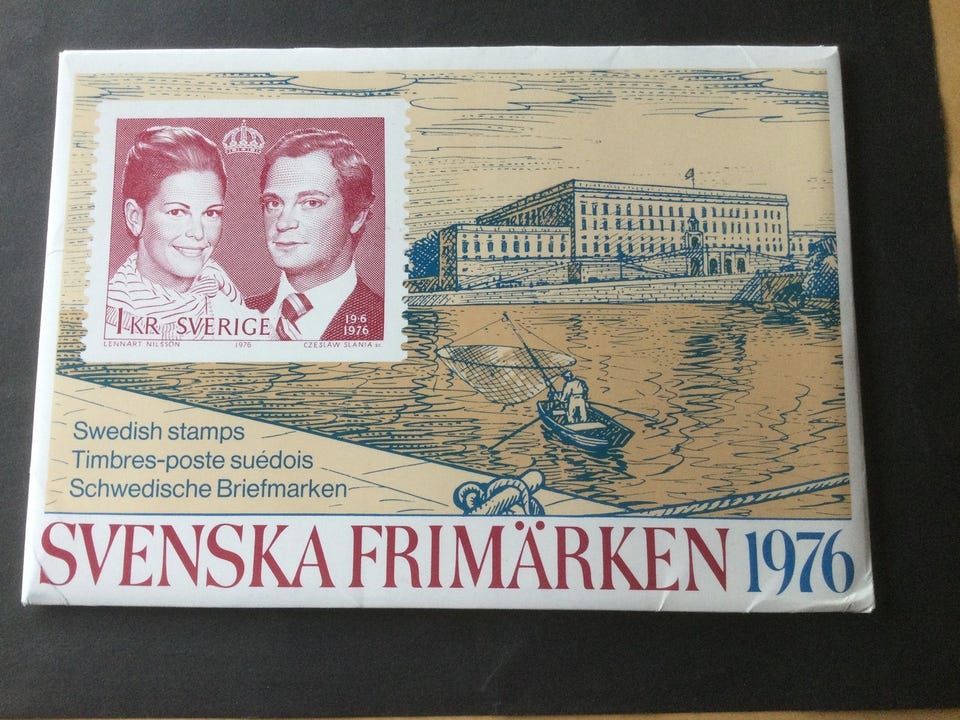 1 KR SVERIGE
19·6
1976
LENNART NILSSON 1976 CZESLAW SLANIA sc.
Swedish stamps
Timbres-poste suédois
Schwedische Briefmarken
SVENSKA FRIMÄRKEN 1976